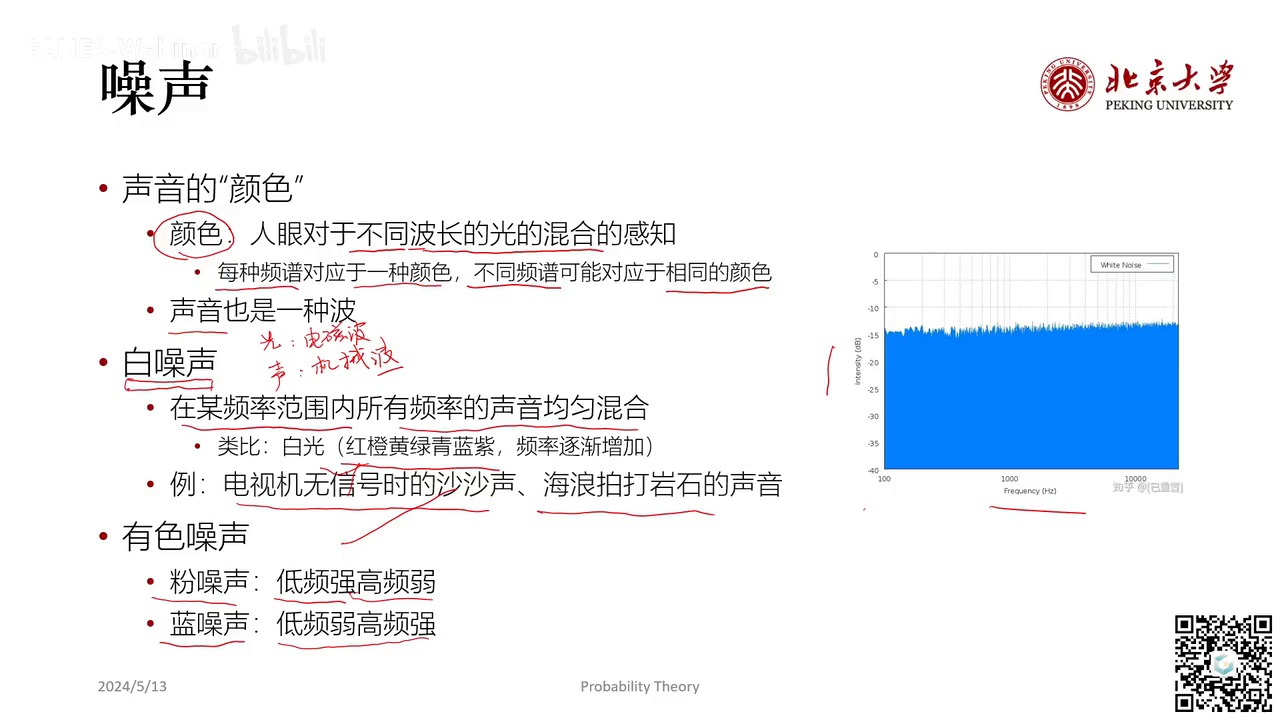 bilibili
噪声
北京大学
PEKING UNIVERSITY
• 声音的“颜色”
• 颜色：人眼对于不同波长的光的混合的感知
• 每种频谱对应于一种颜色，不同频谱可能对应于相同的颜色
• 声音也是一种波
光：电磁波
声：机械波
• 白噪声
• 在某频率范围内所有频率的声音均匀混合
• 类比：白光（红橙黄绿青蓝紫，频率逐渐增加）
• 例：电视机无信号时的沙沙声、海浪拍打岩石的声音
• 有色噪声
• 粉噪声：低频强高频弱
• 蓝噪声：低频弱高频强
White Noise
0
-5
-10
-15
-20
-25
-30
-35
-40
Intensity (dB)
100 1000 10000
Frequency (Hz)
知乎 @[已重置]
2024/5/13
Probability Theory